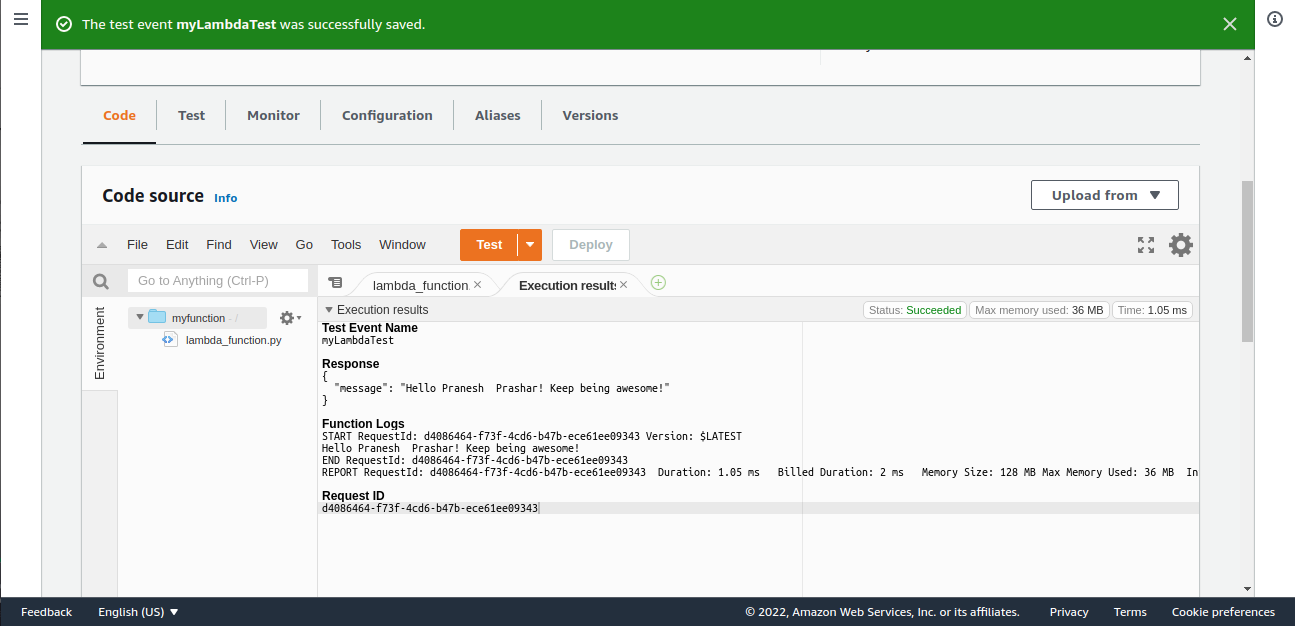 The test event myLambdaTest was successfully saved.
Code
Test
Monitor
Configuration
Aliases
Versions
Code source Info
Upload from
File Edit Find View Go Tools Window
Test
Deploy
Go to Anything (Ctrl-P)
lambda_function
Execution results
Environment
myfunction - /
lambda_function.py
Execution results
Status: Succeeded
Max memory used: 36 MB
Time: 1.05 ms
Test Event Name
myLambdaTest
Response
{
"message": "Hello Pranesh  Prashar! Keep being awesome!"
}
Function Logs
START RequestId: d4086464-f73f-4cd6-b47b-ece61ee09343 Version: $LATEST
Hello Pranesh  Prashar! Keep being awesome!
END RequestId: d4086464-f73f-4cd6-b47b-ece61ee09343
REPORT RequestId: d4086464-f73f-4cd6-b47b-ece61ee09343  Duration: 1.05 ms   Billed Duration: 2 ms   Memory Size: 128 MB Max Memory Used: 36 MB  In
Request ID
d4086464-f73f-4cd6-b47b-ece61ee09343
Feedback
English (US)
© 2022, Amazon Web Services, Inc. or its affiliates.
Privacy
Terms
Cookie preferences